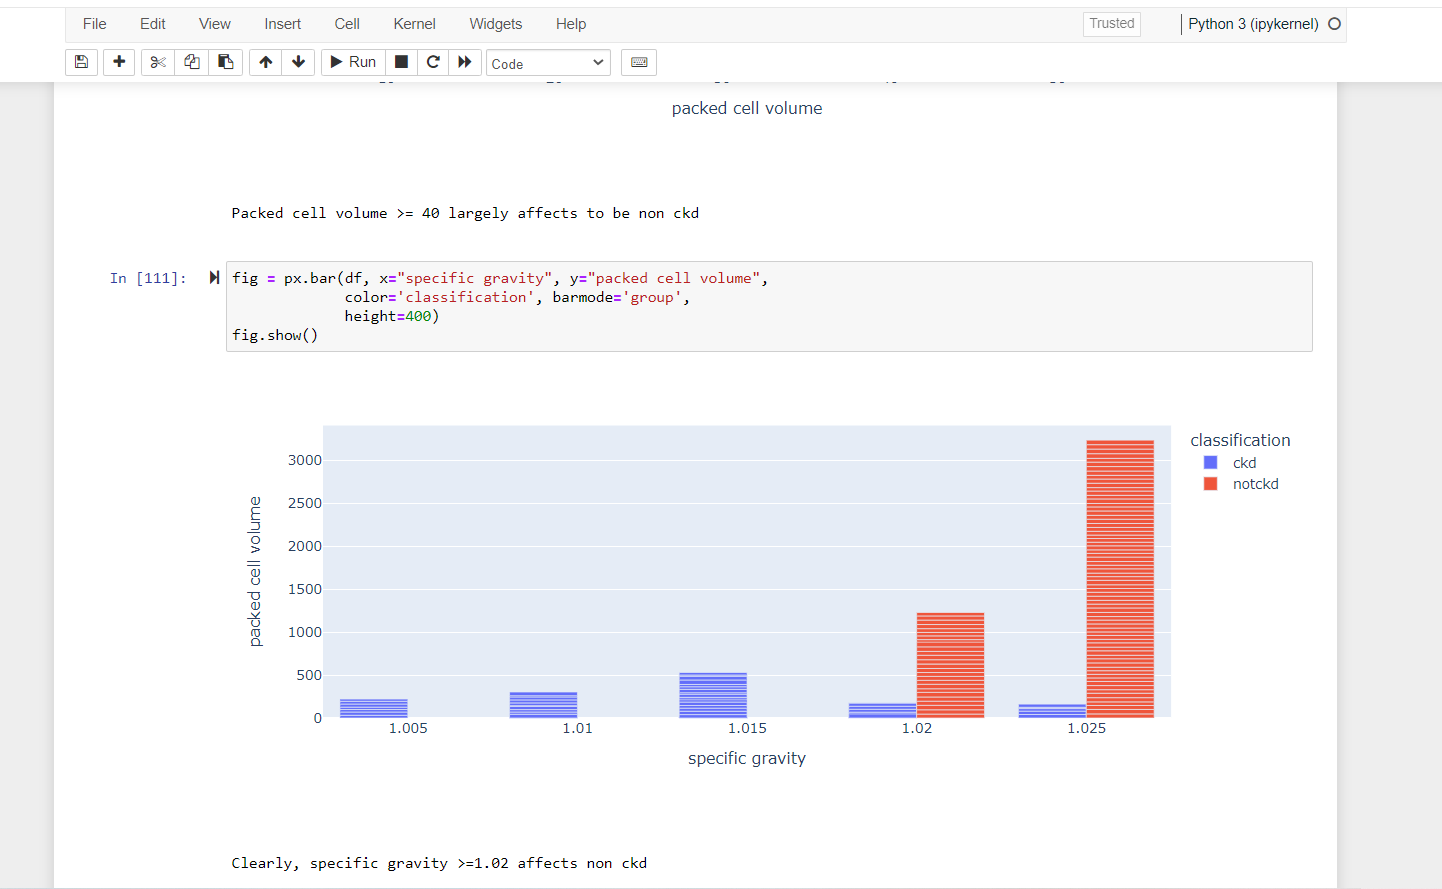 File Edit View Insert Cell Kernel Widgets Help Trusted Python 3 (ipykernel)
Run Code
packed cell volume
Packed cell volume >= 40 largely affects to be non ckd
In [111]: fig = px.bar(df, x="specific gravity", y="packed cell volume",
color='classification', barmode='group',
height=400)
fig.show()
classification
ckd
notckd
packed cell volume
3000
2500
2000
1500
1000
500
0
1.005 1.01 1.015 1.02 1.025
specific gravity
Clearly, specific gravity >=1.02 affects non ckd